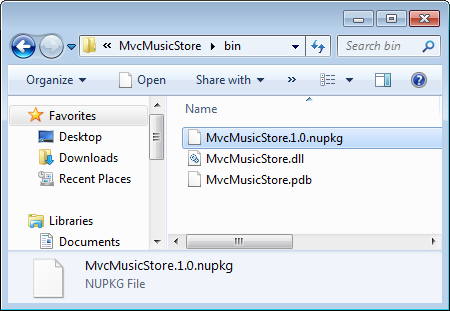 « MvcMusicStore ▸ bin
Search bin
Organize Open Share with »
Name
Favorites
Desktop
Downloads
Recent Places
Libraries
Documents
MvcMusicStore.1.0.nupkg
MvcMusicStore.dll
MvcMusicStore.pdb
MvcMusicStore.1.0.nupkg
NUPKG File